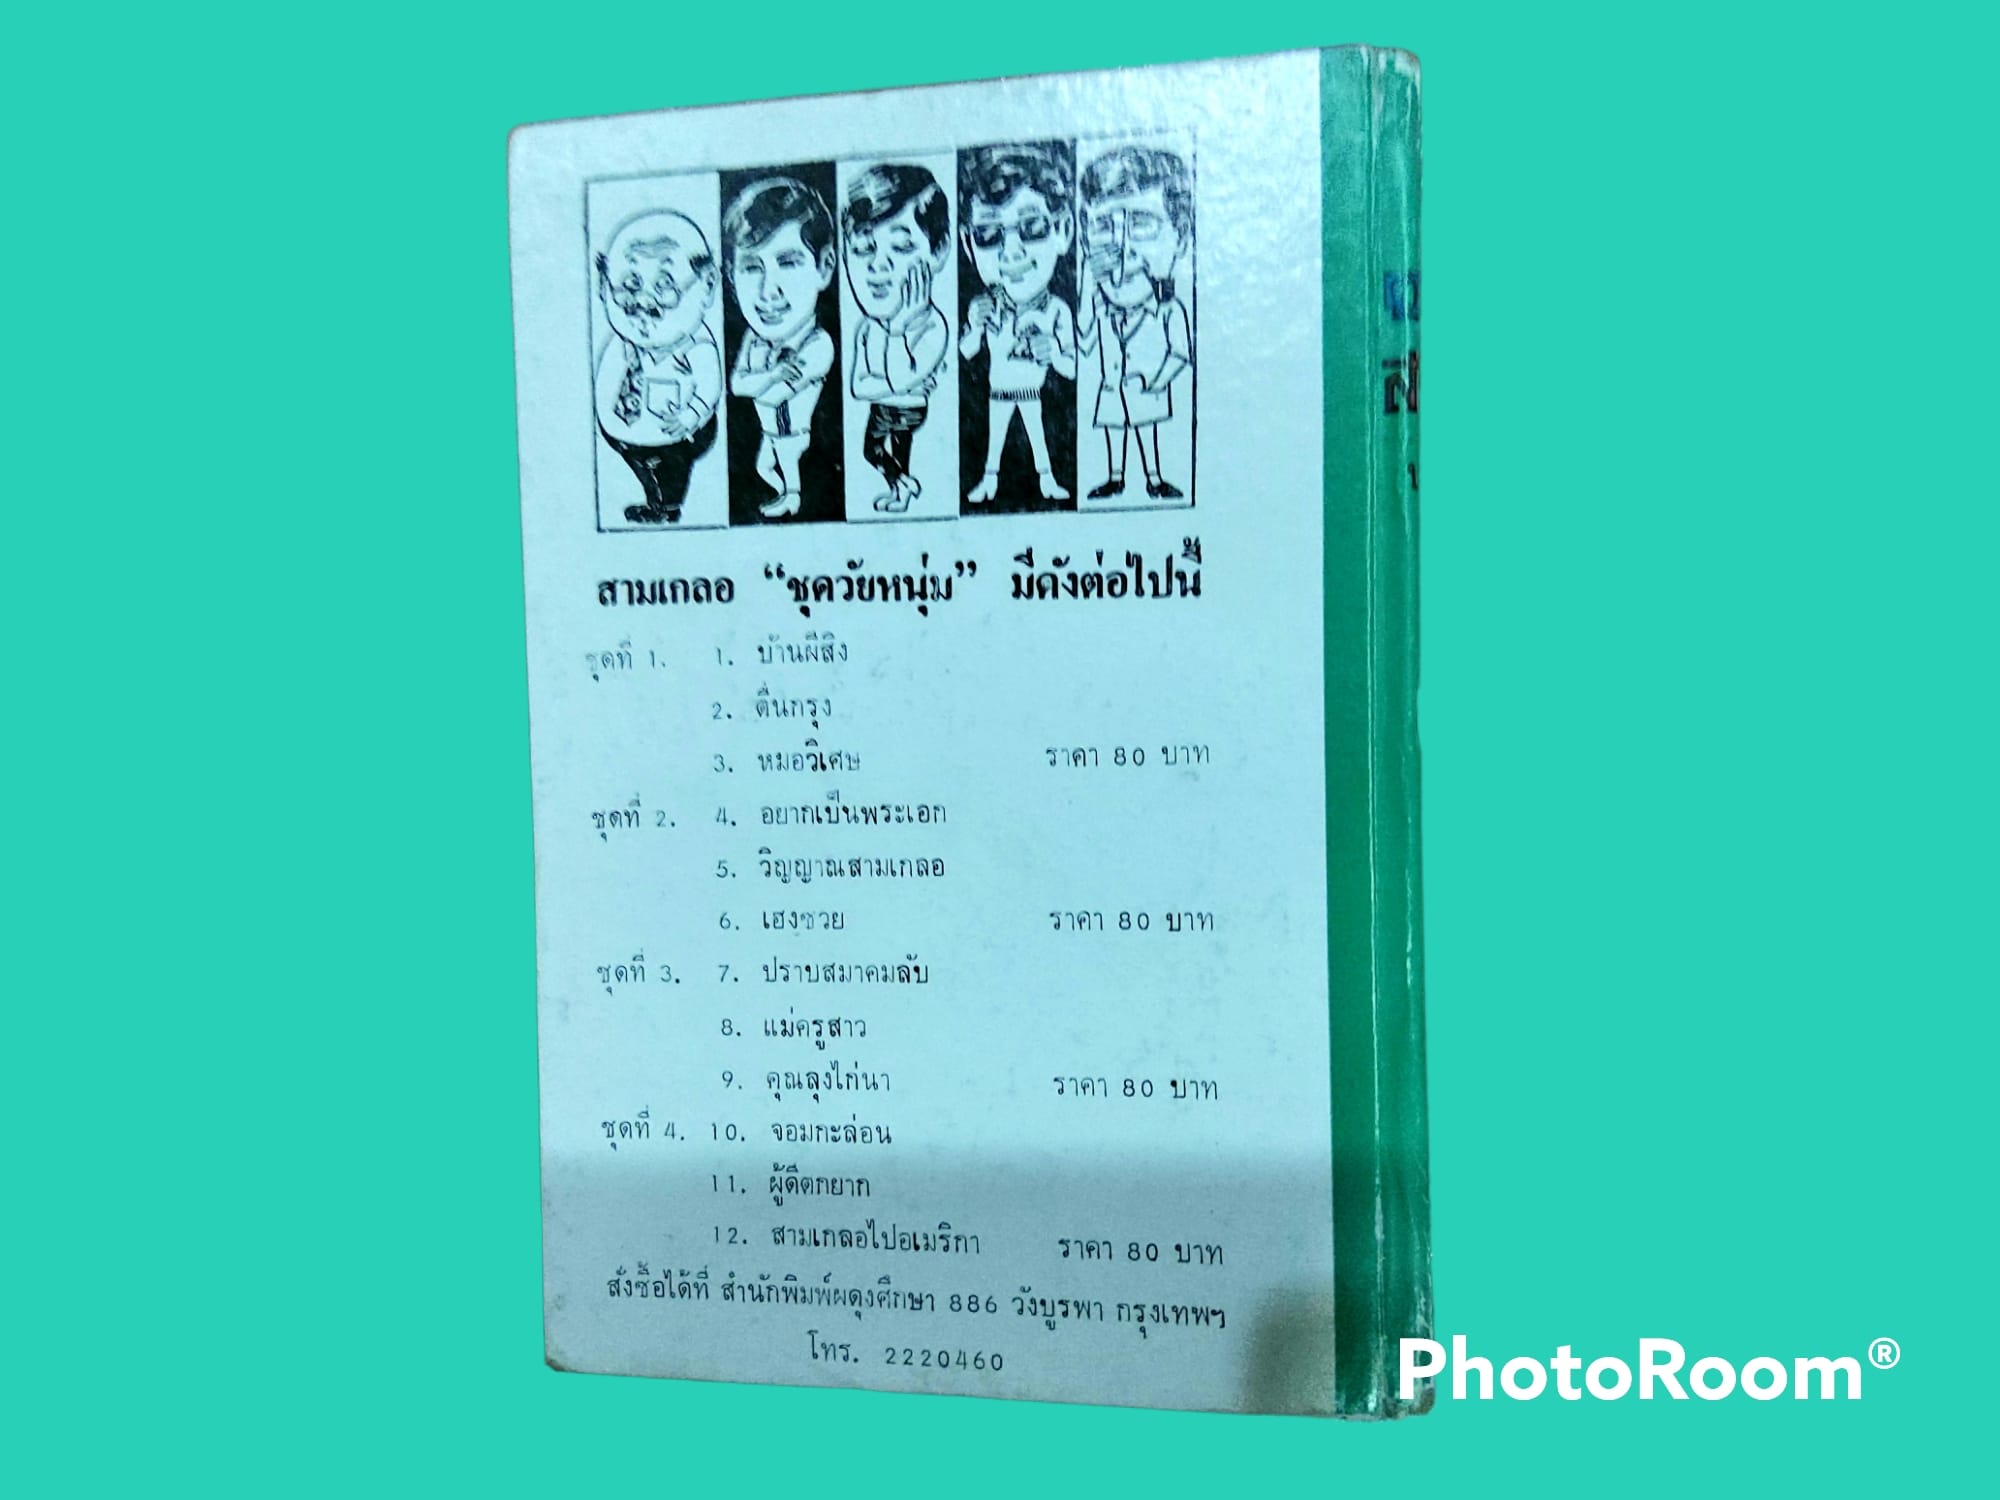 สามเกลอ “ชุดวัยหนุ่ม” มีดังต่อไปนี้
ชุดที่ 1. 1. บ้านผีสิง
2. ตื่นกรุง
3. หมอวิเศษ ราคา 80 บาท
ชุดที่ 2. 4. อยากเป็นพระเอก
5. วิญญาณสามเกลอ
6. เฮงซวย ราคา 80 บาท
ชุดที่ 3. 7. ปราบสมาคมลับ
8. แม่ครูสาว
9. คุณลุงไก่นา ราคา 80 บาท
ชุดที่ 4. 10. จอมกะล่อน
11. ผู้ดีตกยาก
12. สามเกลอไปอเมริกา ราคา 80 บาท
สั่งซื้อได้ที่ สำนักพิมพ์ผดุงศึกษา 886 วังบูรพา กรุงเทพฯ
โทร. 2220460
PhotoRoom®